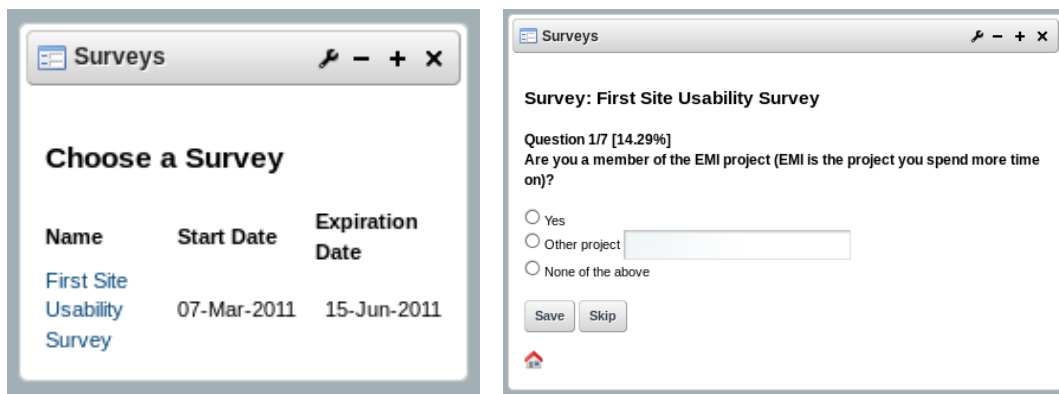 Surveys
Choose a Survey
Name Start Date Expiration
Date
First Site
Usability
Survey
07-Mar-2011 15-Jun-2011
Surveys
Survey: First Site Usability Survey
Question 1/7 [14.29%]
Are you a member of the EMI project (EMI is the project you spend more time
on)?
Yes
Other project
None of the above
Save Skip